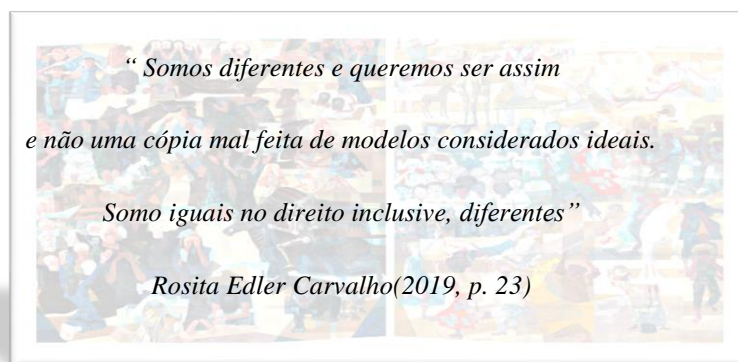 “ Somos diferentes e queremos ser assim
e não uma cópia mal feita de modelos considerados ideais.
Somo iguais no direito inclusive, diferentes”
Rosita Edler Carvalho(2019, p. 23)